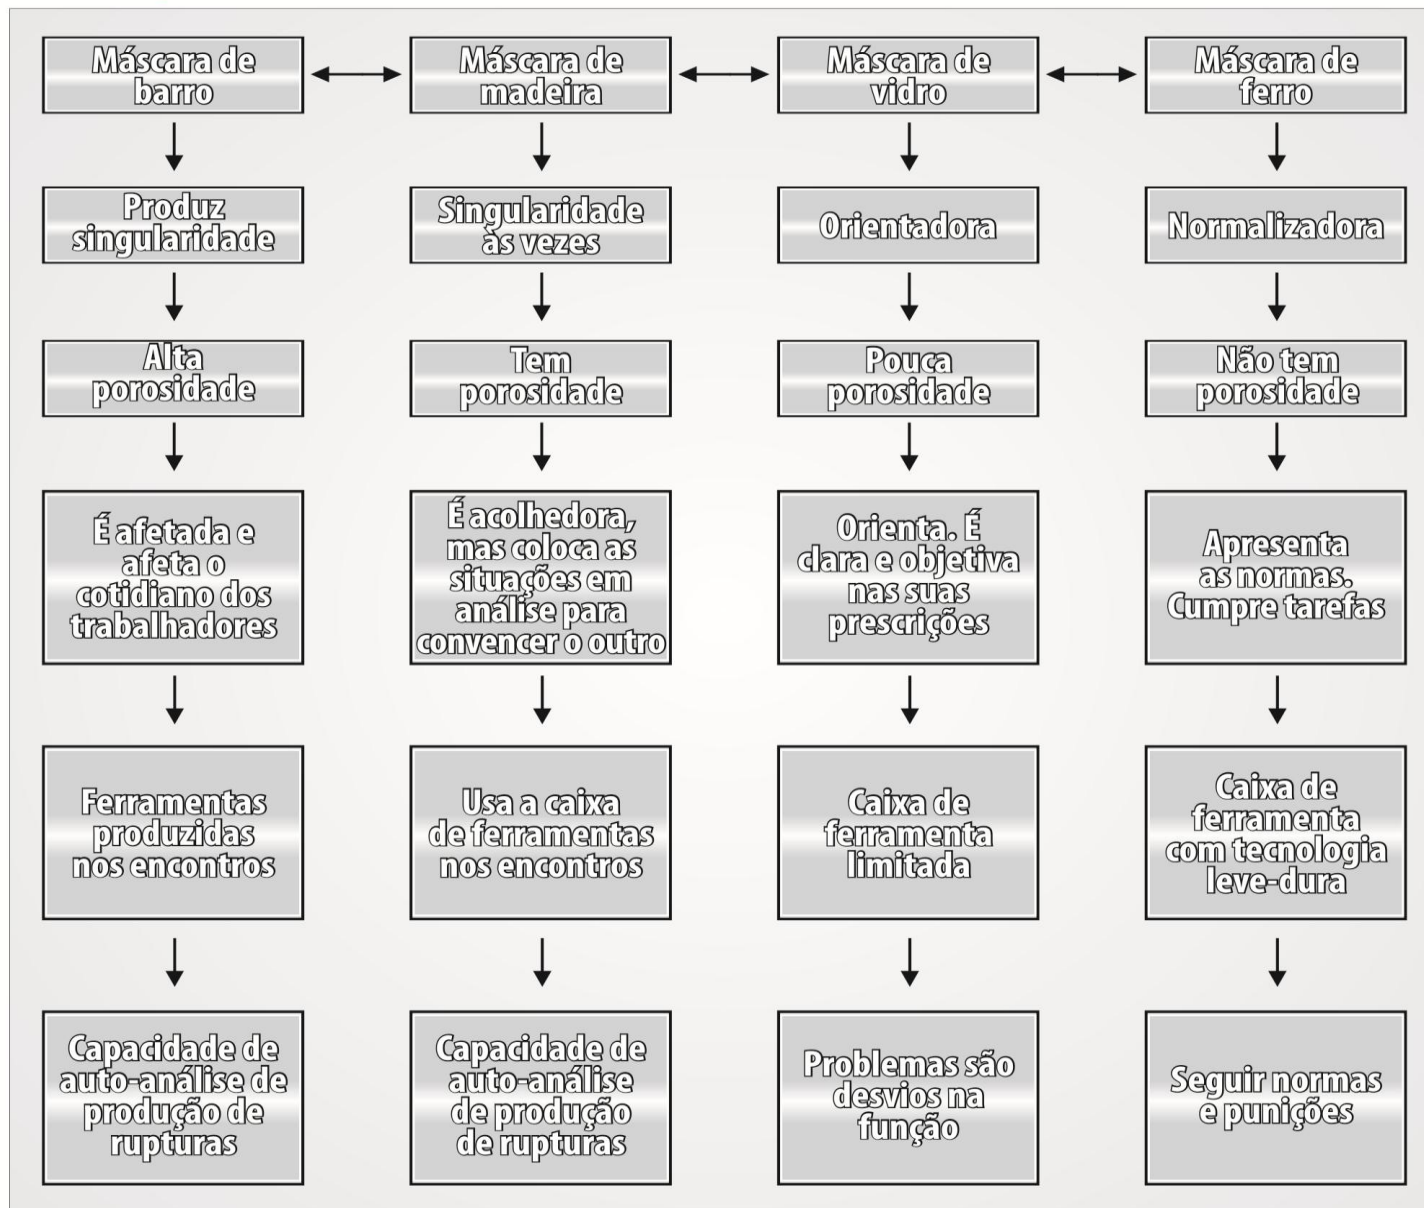 Máscara de
barro
Máscara de
madeira
Máscara de
vidro
Máscara de
ferro
Produz
singularidade
Singularidade
às vezes
Orientadora
Normalizadora
Alta
porosidade
Tem
porosidade
Pouca
porosidade
Não tem
porosidade
É afetada e
afeta o
cotidiano dos
trabalhadores
É acolhedora,
mas coloca as
situações em
análise para
convencer o outro
Orienta. É
clara e objetiva
nas suas
prescrições
Apresenta
as normas.
Cumpre tarefas
Ferramentas
produzidas
nos encontros
Usa a caixa
de ferramentas
nos encontros
Caixa de
ferramenta
limitada
Caixa de
ferramenta
com tecnologia
leve-dura
Capacidade de
auto-análise de
produção de
rupturas
Capacidade de
auto-análise
de produção
de rupturas
Problemas são
desvios na
função
Seguir normas
e punições